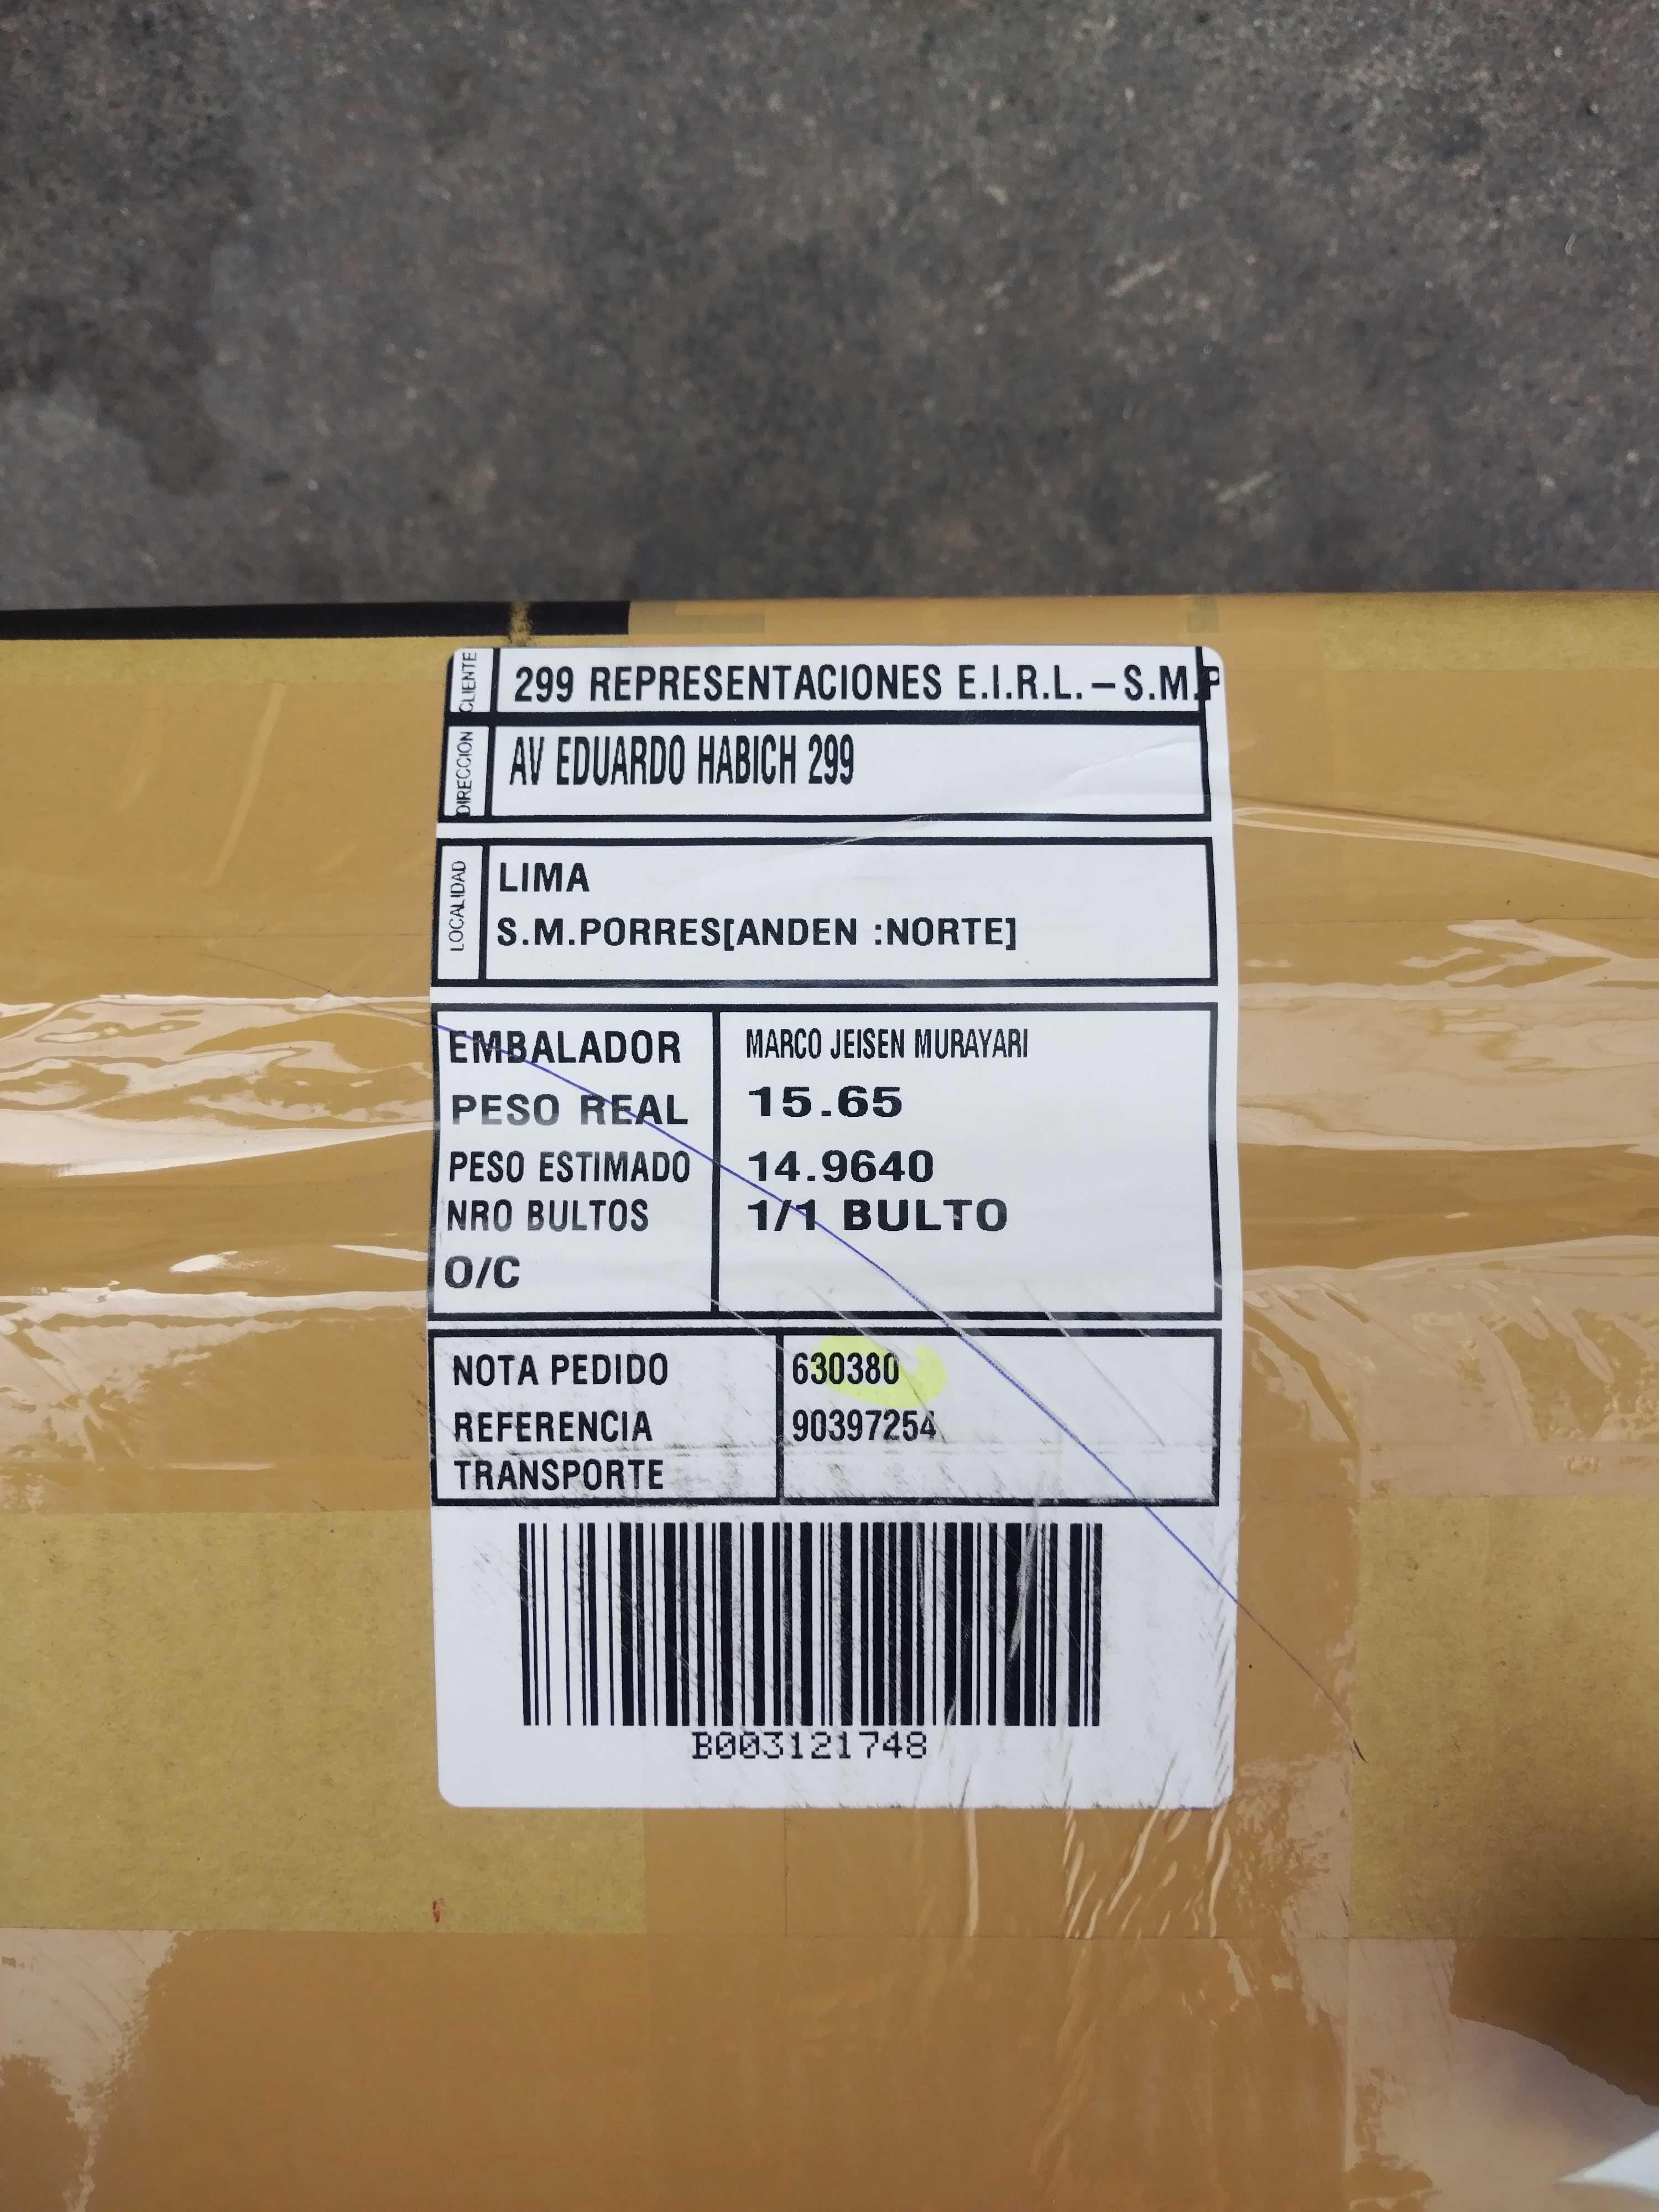 CLIENTE 299 REPRESENTACIONES E.I.R.L. - S.M.P
DIRECCION AV EDUARDO HABICH 299
LOCALIDAD LIMA
S.M.PORRES[ANDEN :NORTE]
EMBALADOR MARCO JEISEN MURAYARI
PESO REAL 15.65
PESO ESTIMADO 14.9640
NRO BULTOS 1/1 BULTO
O/C
NOTA PEDIDO 630380
REFERENCIA 90397254
TRANSPORTE
B003121748